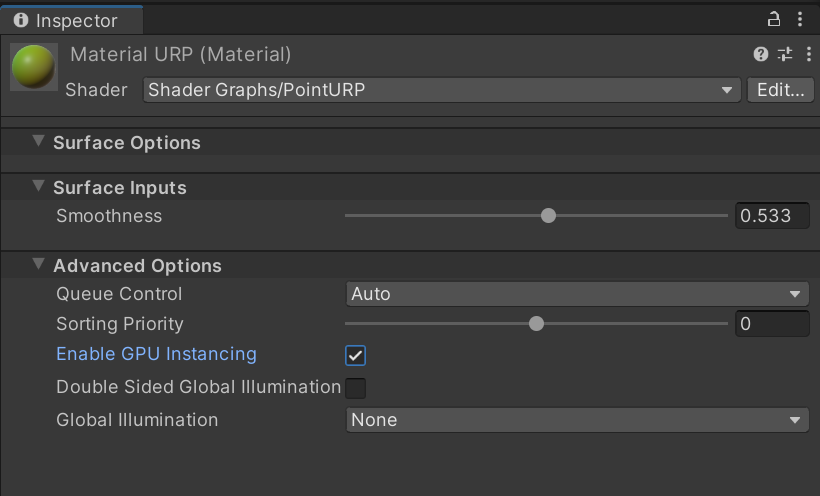 Inspector
Material URP (Material)
Shader Shader Graphs/PointURP Edit...
Surface Options
Surface Inputs
Smoothness 0.533
Advanced Options
Queue Control Auto
Sorting Priority 0
Enable GPU Instancing
Double Sided Global Illumination
Global Illumination None